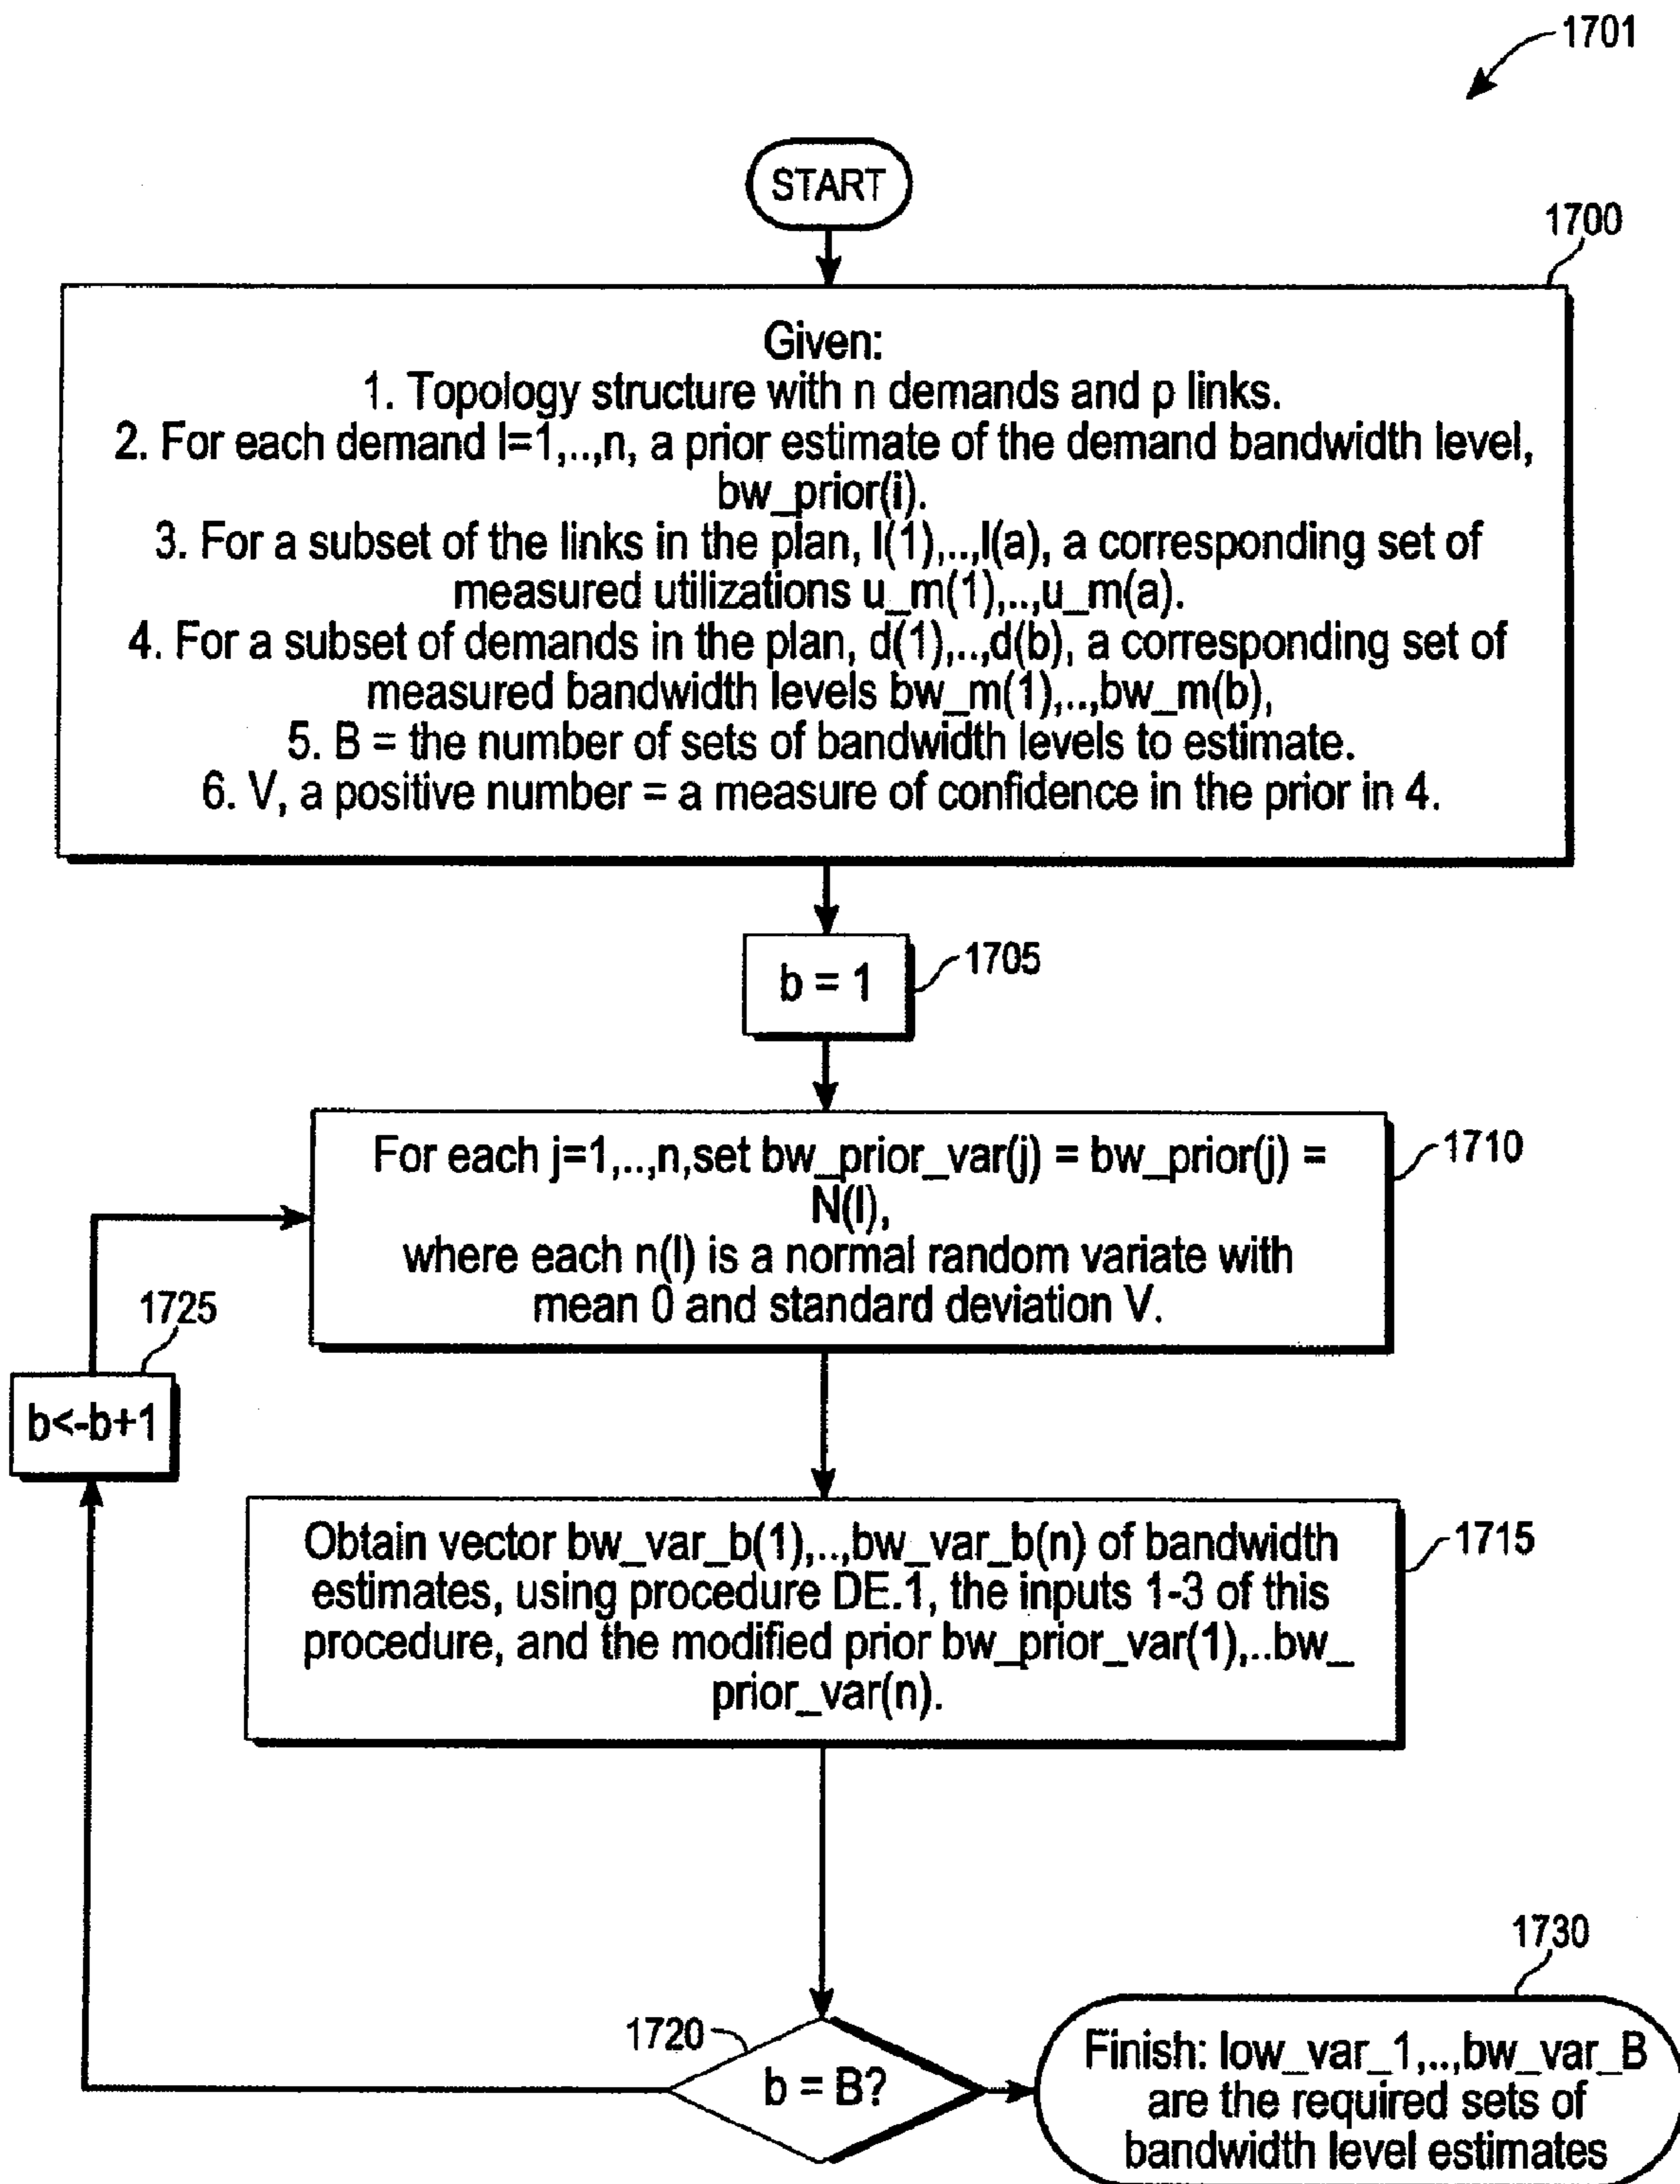 1701
START
1700
Given:
1. Topology structure with n demands and p links.
2. For each demand I=1,..,n, a prior estimate of the demand bandwidth level,
bw_prior(i).
3. For a subset of the links in the plan, l(1),..,l(a), a corresponding set of
measured utilizations u_m(1),..,u_m(a).
4. For a subset of demands in the plan, d(1),..,d(b), a corresponding set of
measured bandwidth levels bw_m(1),..,bw_m(b),
5. B = the number of sets of bandwidth levels to estimate.
6. V, a positive number = a measure of confidence in the prior in 4.
b = 1
1705
For each j=1,..,n,set bw_prior_var(j) = bw_prior(j) =
N(I),
where each n(I) is a normal random variate with
mean 0 and standard deviation V.
1710
1725
b<-b+1
Obtain vector bw_var_b(1),..,bw_var_b(n) of bandwidth
estimates, using procedure DE.1, the inputs 1-3 of this
procedure, and the modified prior bw_prior_var(1),..bw_
prior_var(n).
1715
1720
b = B?
1730
Finish: low_var_1,..,bw_var_B
are the required sets of
bandwidth level estimates